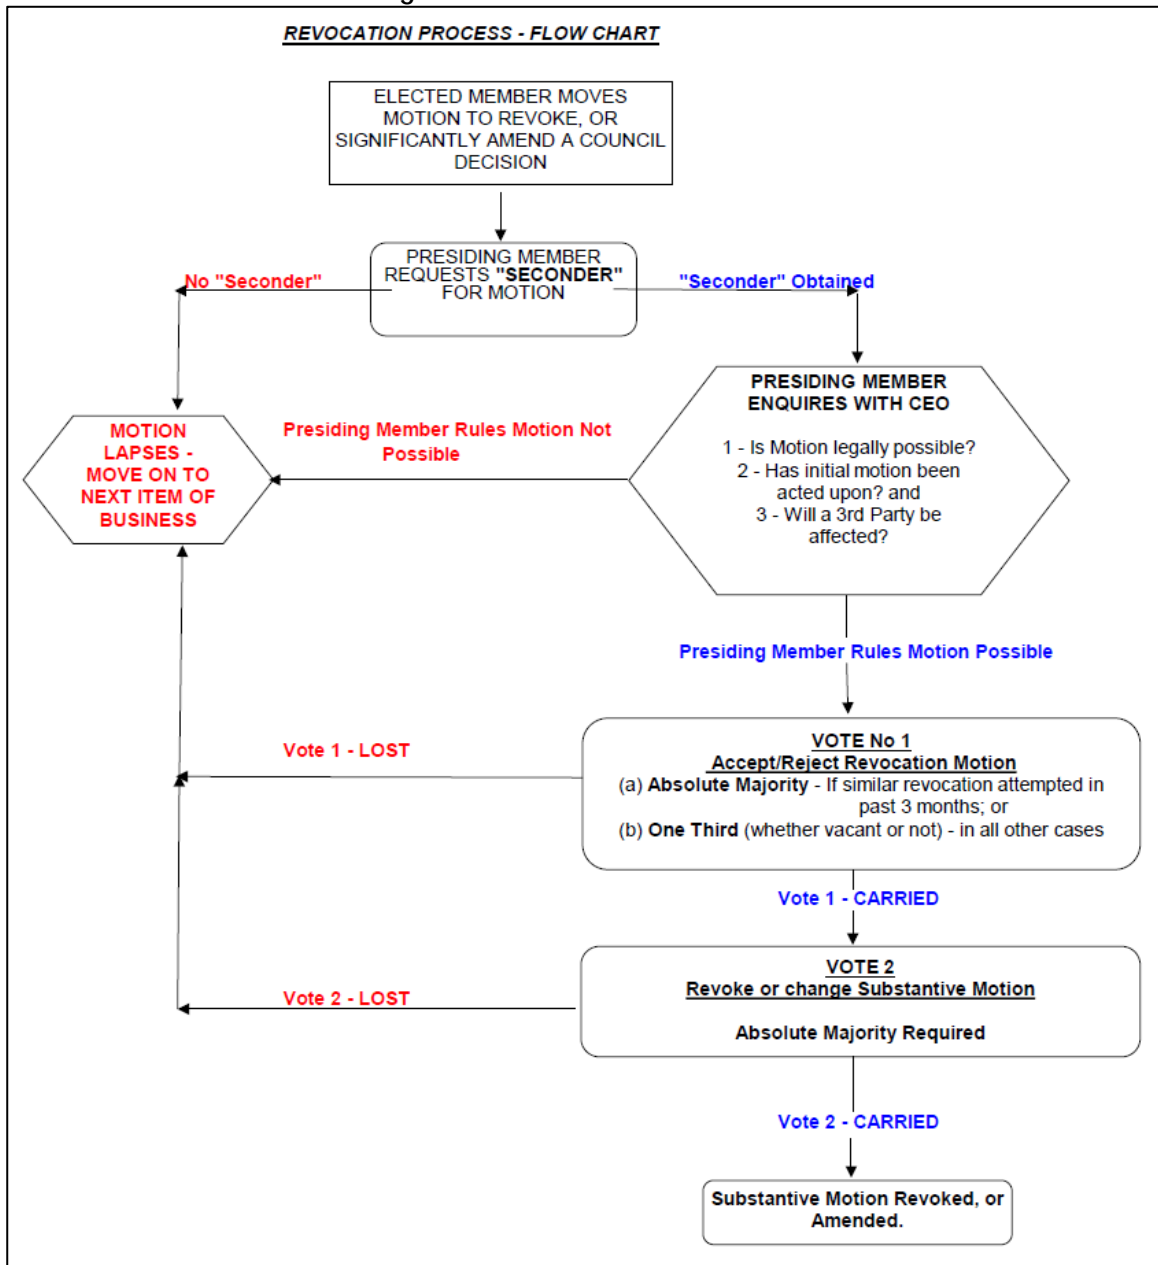 REVOCATION PROCESS - FLOW CHART
ELECTED MEMBER MOVES
MOTION TO REVOKE, OR
SIGNIFICANTLY AMEND A COUNCIL
DECISION
PRESIDING MEMBER
REQUESTS "SECONDER"
FOR MOTION
No "Seconder"
"Seconder" Obtained
PRESIDING MEMBER
ENQUIRES WITH CEO
1 - Is Motion legally possible?
2 - Has initial motion been
acted upon? and
3 - Will a 3rd Party be
affected?
Presiding Member Rules Motion Not
Possible
MOTION
LAPSES -
MOVE ON TO
NEXT ITEM OF
BUSINESS
Presiding Member Rules Motion Possible
VOTE No 1
Accept/Reject Revocation Motion
(a) Absolute Majority - If similar revocation attempted in
past 3 months; or
(b) One Third (whether vacant or not) - in all other cases
Vote 1 - LOST
Vote 1 - CARRIED
VOTE 2
Revoke or change Substantive Motion
Absolute Majority Required
Vote 2 - LOST
Vote 2 - CARRIED
Substantive Motion Revoked, or
Amended.